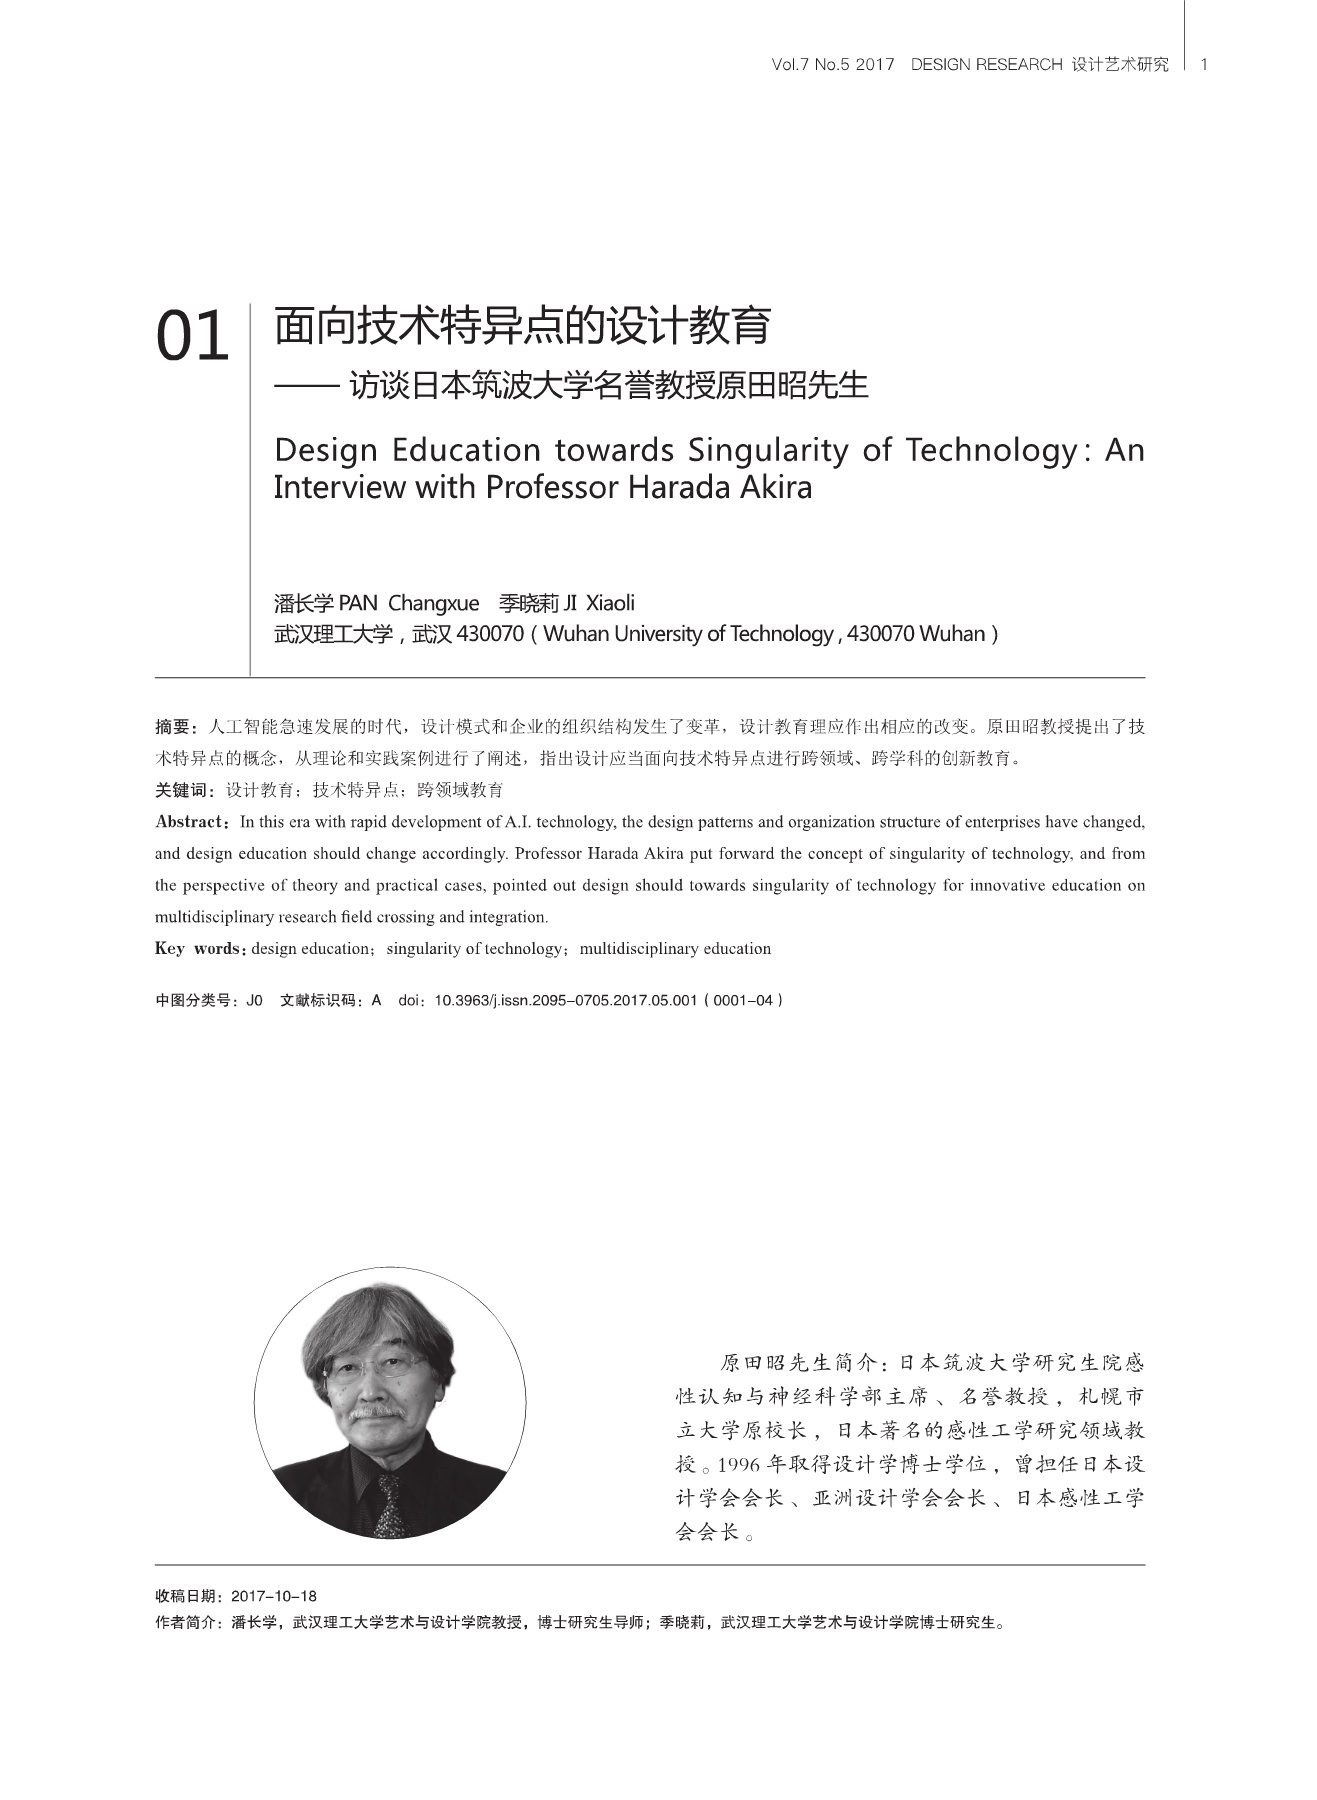 Vol.7 No.5 2017 DESIGN RESEARCH 设计艺术研究 1
01
面向技术特异点的设计教育
—— 访谈日本筑波大学名誉教授原田昭先生
Design Education towards Singularity of Technology: An
Interview with Professor Harada Akira
潘长学 PAN Changxue 季晓莉 JI Xiaoli
武汉理工大学，武汉 430070（Wuhan University of Technology, 430070 Wuhan）
摘要：人工智能急速发展的时代，设计模式和企业的组织结构发生了变革，设计教育理应作出相应的改变。原田昭教授提出了技
术特异点的概念，从理论和实践案例进行了阐述，指出设计应当面向技术特异点进行跨领域、跨学科的创新教育。
关键词：设计教育；技术特异点；跨领域教育
Abstract: In this era with rapid development of A.I. technology, the design patterns and organization structure of enterprises have changed,
and design education should change accordingly. Professor Harada Akira put forward the concept of singularity of technology, and from
the perspective of theory and practical cases, pointed out design should towards singularity of technology for innovative education on
multidisciplinary research field crossing and integration.
Key words: design education; singularity of technology; multidisciplinary education
中图分类号：J0 文献标识码：A doi：10.3963/j.issn.2095-0705.2017.05.001（0001-04）
原田昭先生简介：日本筑波大学研究生院感
性认知与神经科学部主席、名誉教授，札幌市
立大学原校长，日本著名的感性工学研究领域教
授。1996 年取得设计学博士学位，曾担任日本设
计学会会长、亚洲设计学会会长、日本感性工学
会会长。
收稿日期：2017-10-18
作者简介：潘长学，武汉理工大学艺术与设计学院教授，博士研究生导师；季晓莉，武汉理工大学艺术与设计学院博士研究生。